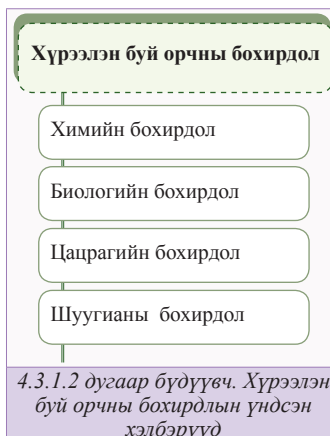 Хүрээлэн буй орчны бохирдол
Химийн бохирдол
Биологийн бохирдол
Цацрагийн бохирдол
Шуугианы бохирдол
4.3.1.2 дугаар бүдүүвч. Хүрээлэн
буй орчны бохирдлын үндсэн
хэлбэрүүд